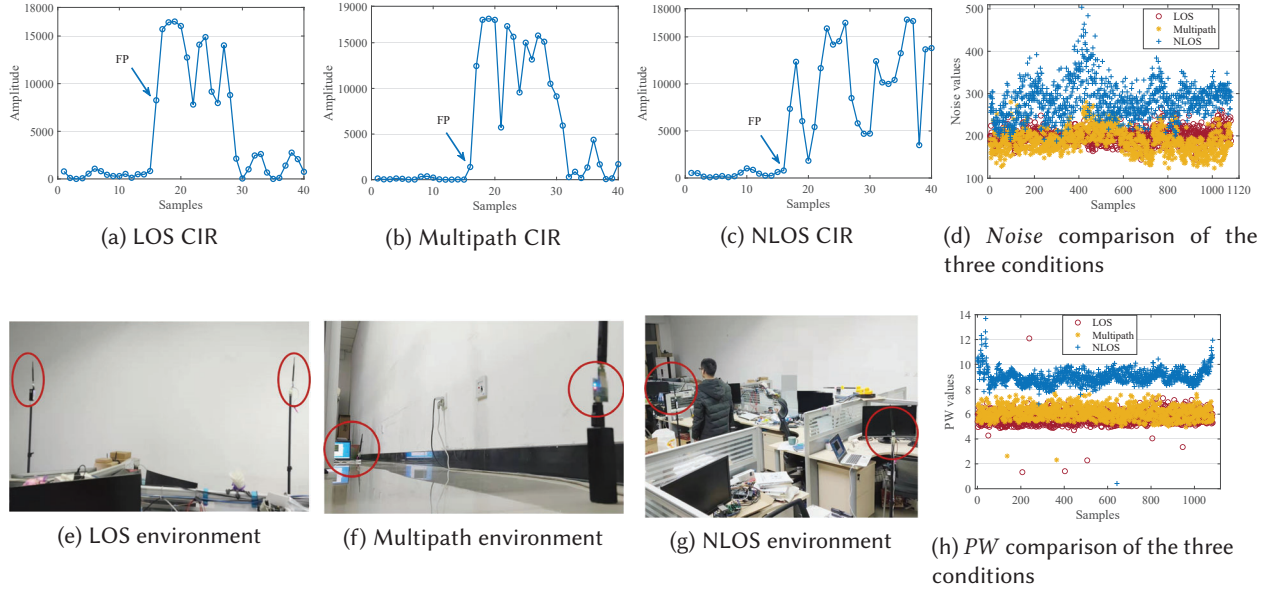 18000
15000
10000
5000
0
0
10
20
30
40
Amplitude
Samples
FP
(a) LOS CIR
19000
15000
10000
5000
0
0
10
20
30
40
Amplitude
Samples
FP
(b) Multipath CIR
18000
15000
10000
5000
0
0
10
20
30
40
Amplitude
Samples
FP
(c) NLOS CIR
500
400
300
200
100
0
200
400
600
800
1000 1120
Noise values
Samples
LOS
Multipath
NLOS
(d) Noise comparison of the
three conditions
(e) LOS environment
(f) Multipath environment
(g) NLOS environment
14
12
10
8
6
4
2
0
0
200
400
600
800
1000
PW values
Samples
LOS
Multipath
NLOS
(h) PW comparison of the three
conditions